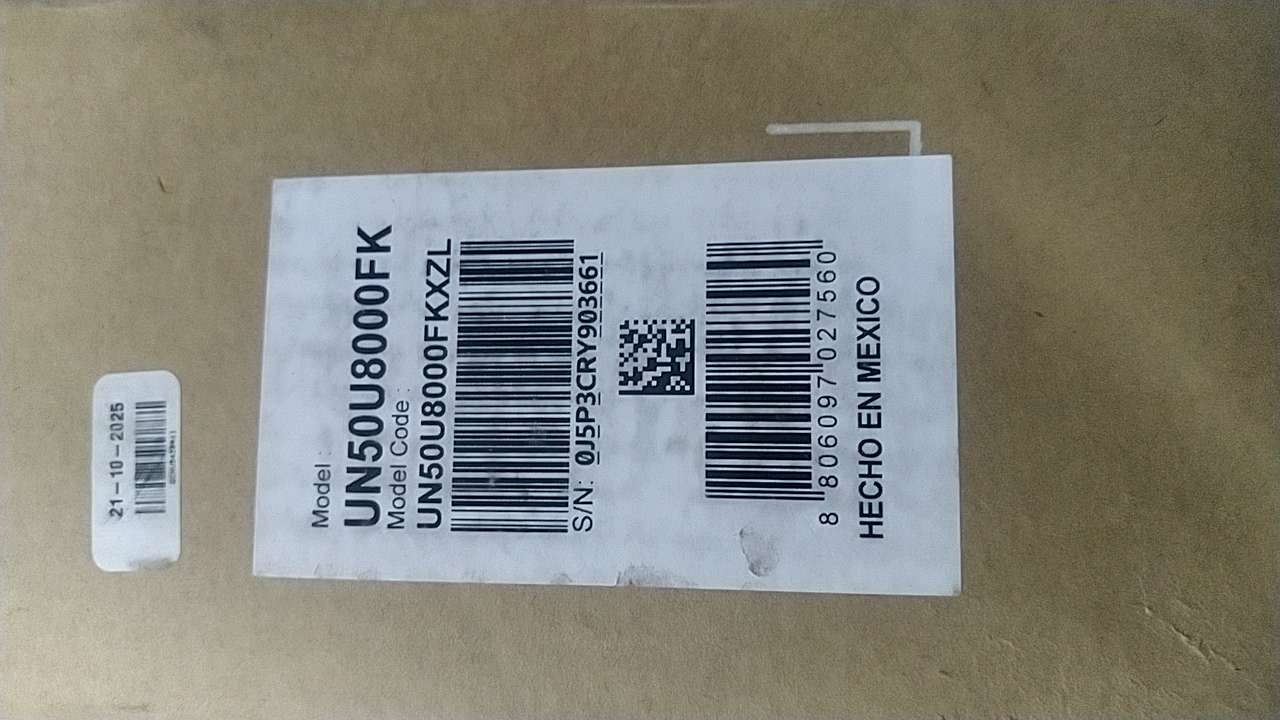 21-10-2025
Model :
UN50U8000FK
Model Code :
UN50U8000FKXZL
S/N: 0J5P3CRY903661
8 806097 027560
HECHO EN MEXICO